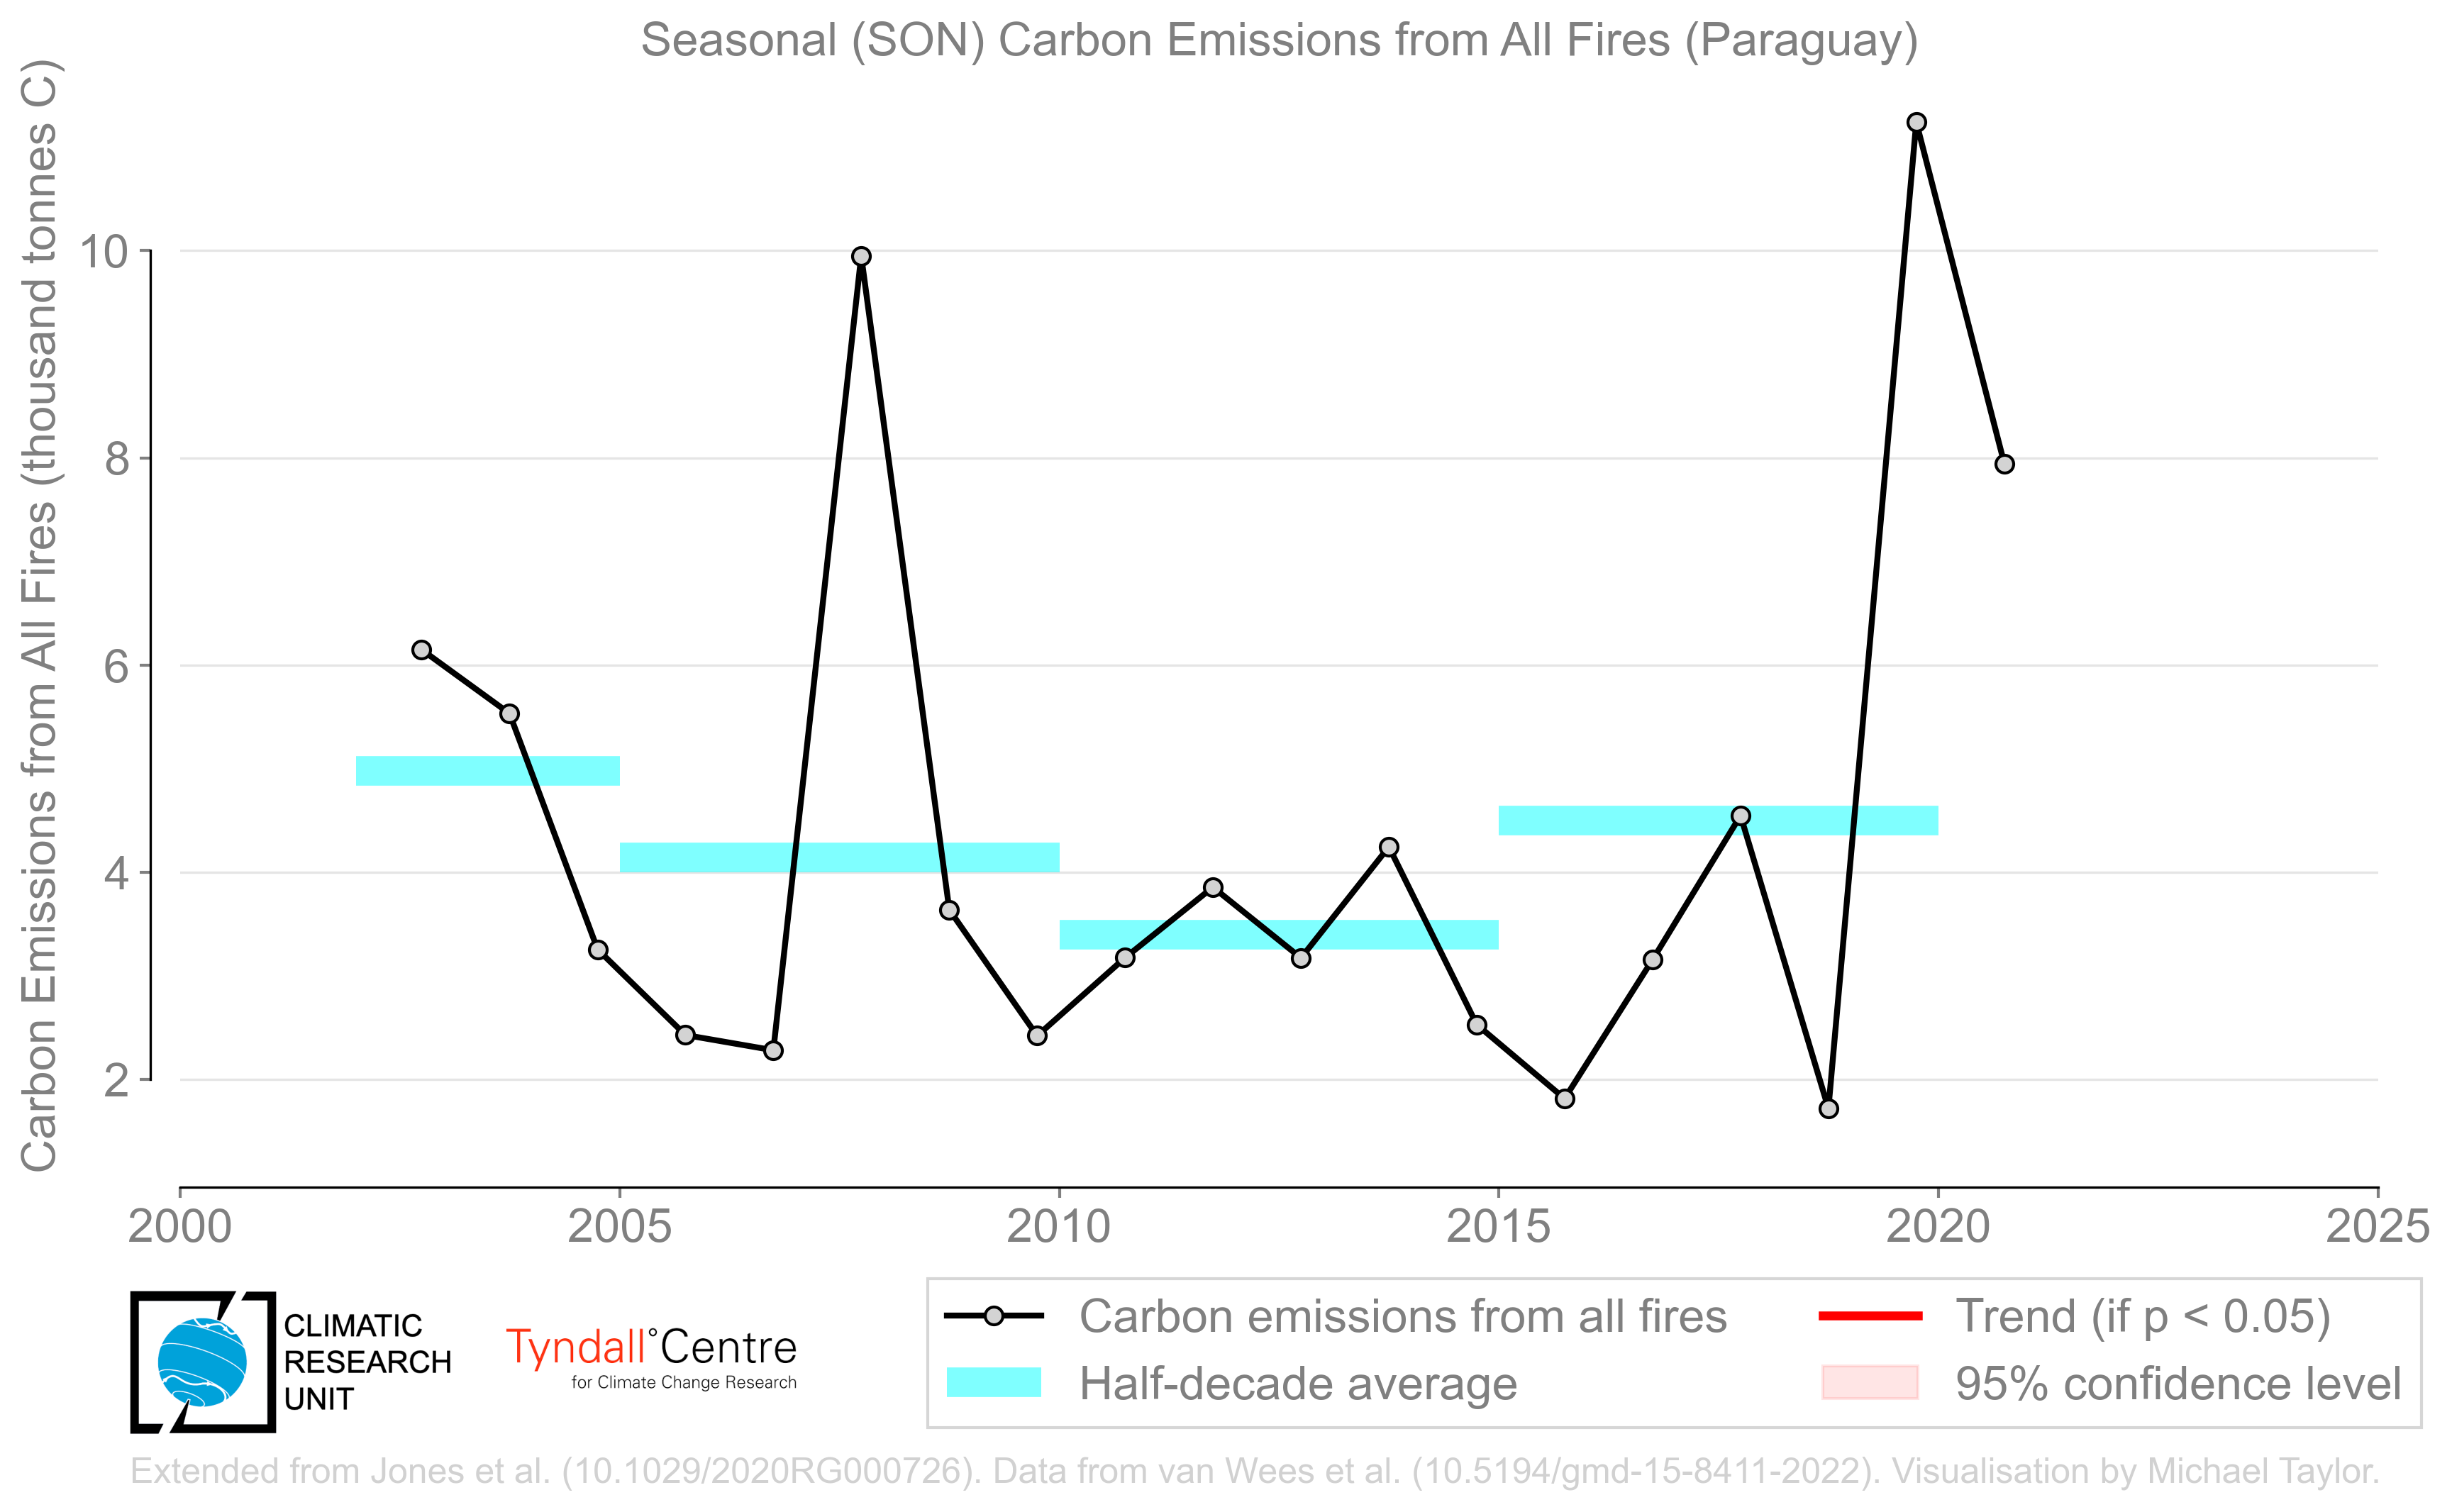 Seasonal (SON) Carbon Emissions from All Fires (Paraguay)
Carbon Emissions from All Fires (thousand tonnes C)
10
8
6
4
2
2000 2005 2010 2015 2020 2025
CLIMATIC
RESEARCH
UNIT
Tyndall°Centre
for Climate Change Research
Carbon emissions from all fires
Half-decade average
Trend (if p < 0.05)
95% confidence level
Extended from Jones et al. (10.1029/2020RG000726). Data from van Wees et al. (10.5194/gmd-15-8411-2022). Visualisation by Michael Taylor.